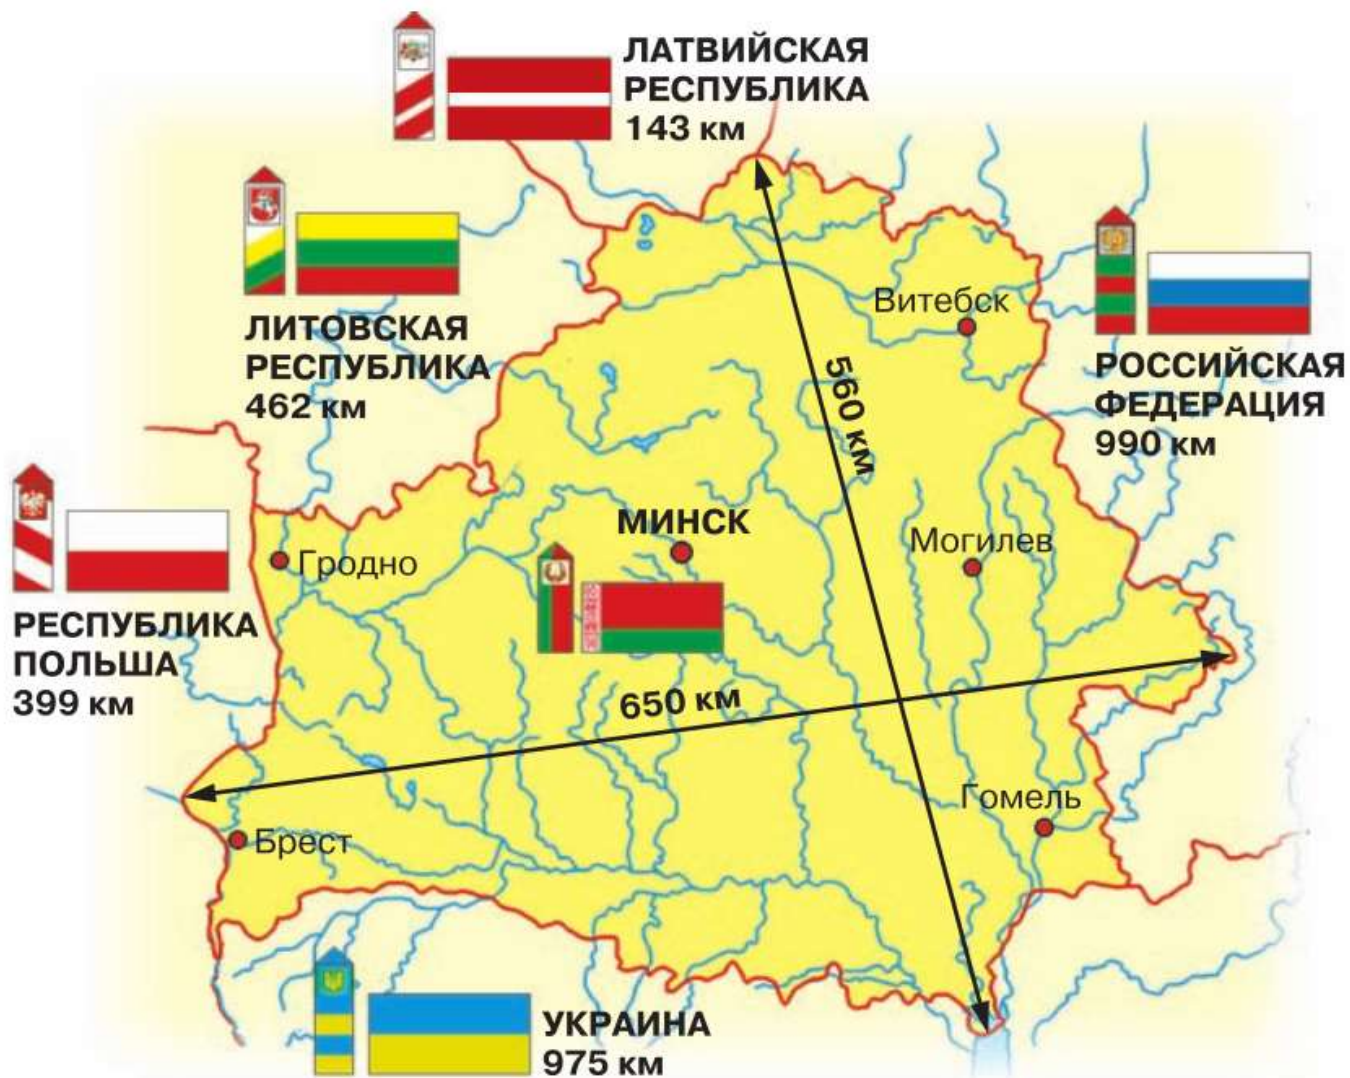 ЛАТВИЙСКАЯ
РЕСПУБЛИКА
143 км
ЛИТОВСКАЯ
РЕСПУБЛИКА
462 км
Витебск
РОССИЙСКАЯ
ФЕДЕРАЦИЯ
990 км
560 км
РЕСПУБЛИКА
ПОЛЬША
399 км
Гродно
МИНСК
Могилев
650 км
Гомель
Брест
УКРАИНА
975 км